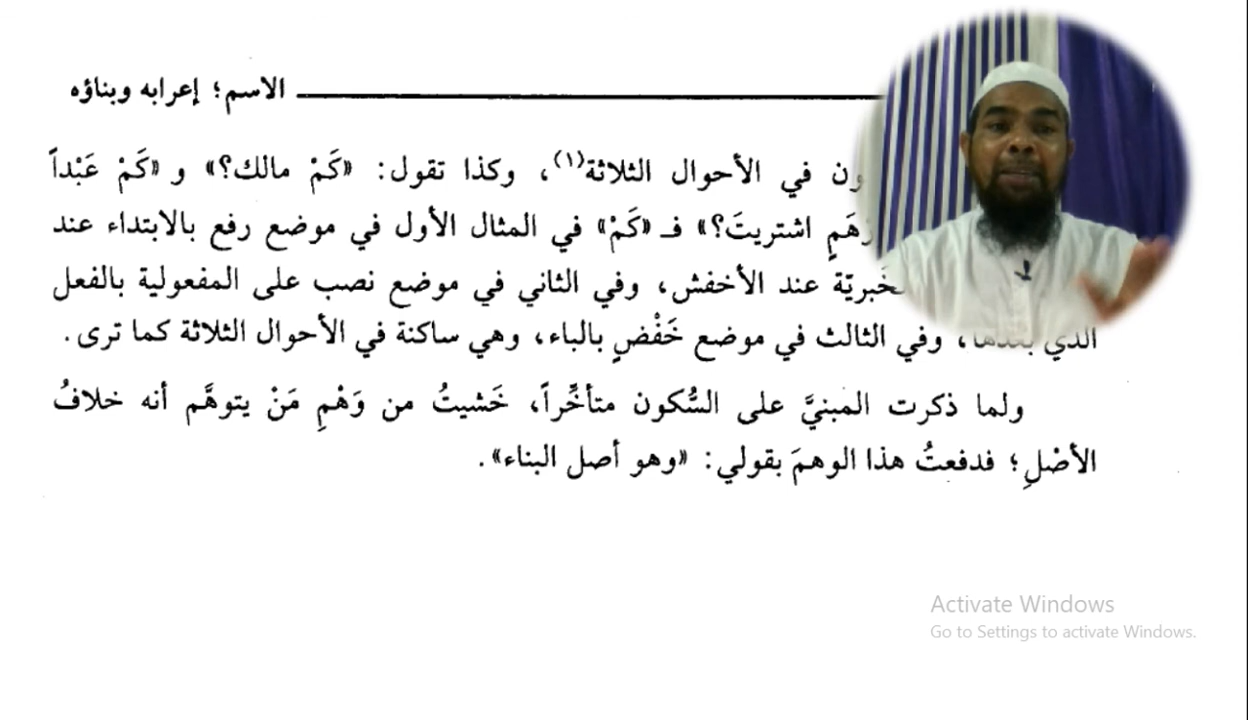 الاسم؛ إعرابه وبناؤه
ون في الأحوال الثلاثة(١)، وكذا تقول: «كَمْ مالك؟» و «كَمْ عَبْداً
رهَمٍ اشتريتَ؟» فـ «كَمْ» في المثال الأول في موضع رفع بالابتداء عند
خَبريّة عند الأخفش، وفي الثاني في موضع نصب على المفعولية بالفعل
الذي بعدها، وفي الثالث في موضع خَفْضٍ بالباء، وهي ساكنة في الأحوال الثلاثة كما ترى.
ولما ذكرت المبنيَّ على السُّكون متأخِّراً، خَشيتُ من وَهْمِ مَنْ يتوهَّم أنه خلافُ
الأصْلِ؛ فدفعتُ هذا الوهمَ بقولي: «وهو أصل البناء».
Activate Windows
Go to Settings to activate Windows.